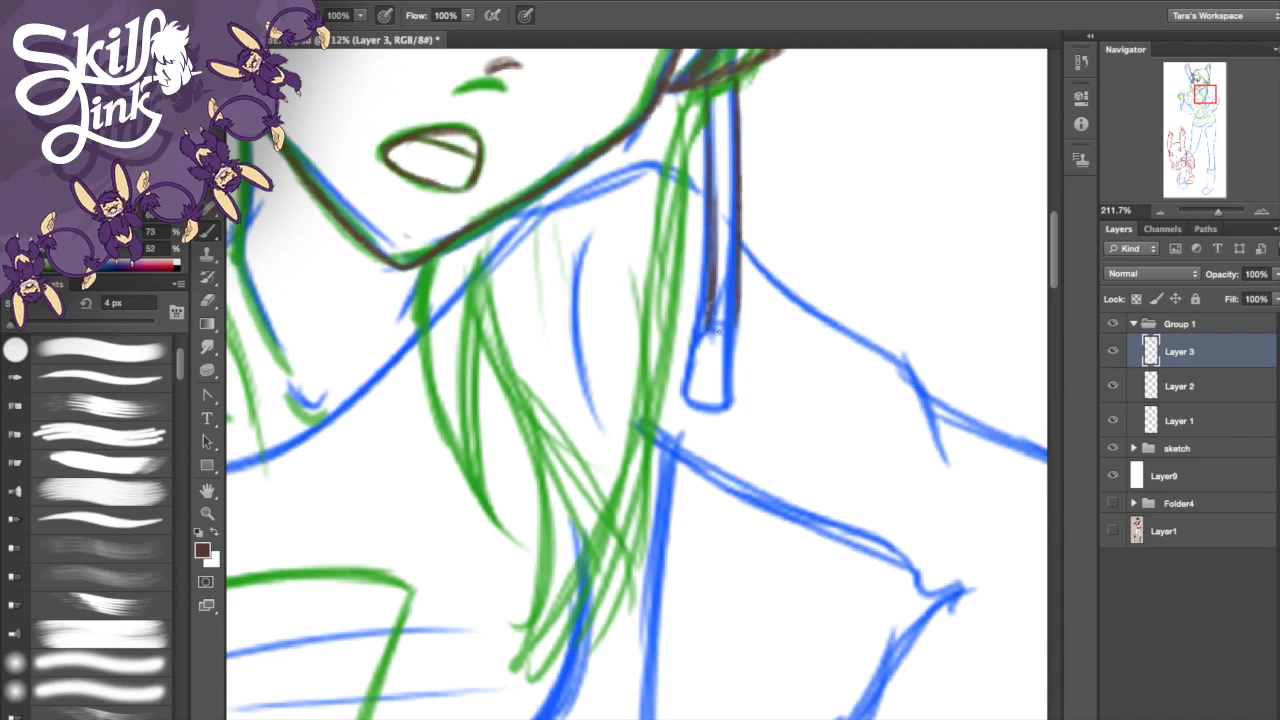 Skill
Link
100%
Flow: 100%
Tara's Workspace
12% (Layer 3, RGB/8#) *
Navigator
211.7%
73 %
52 %
4 px
Layers Channels Paths
Kind
Normal Opacity: 100%
Lock: Fill: 100%
Group 1
Layer 3
Layer 2
Layer 1
sketch
Layer9
Folder4
Layer1